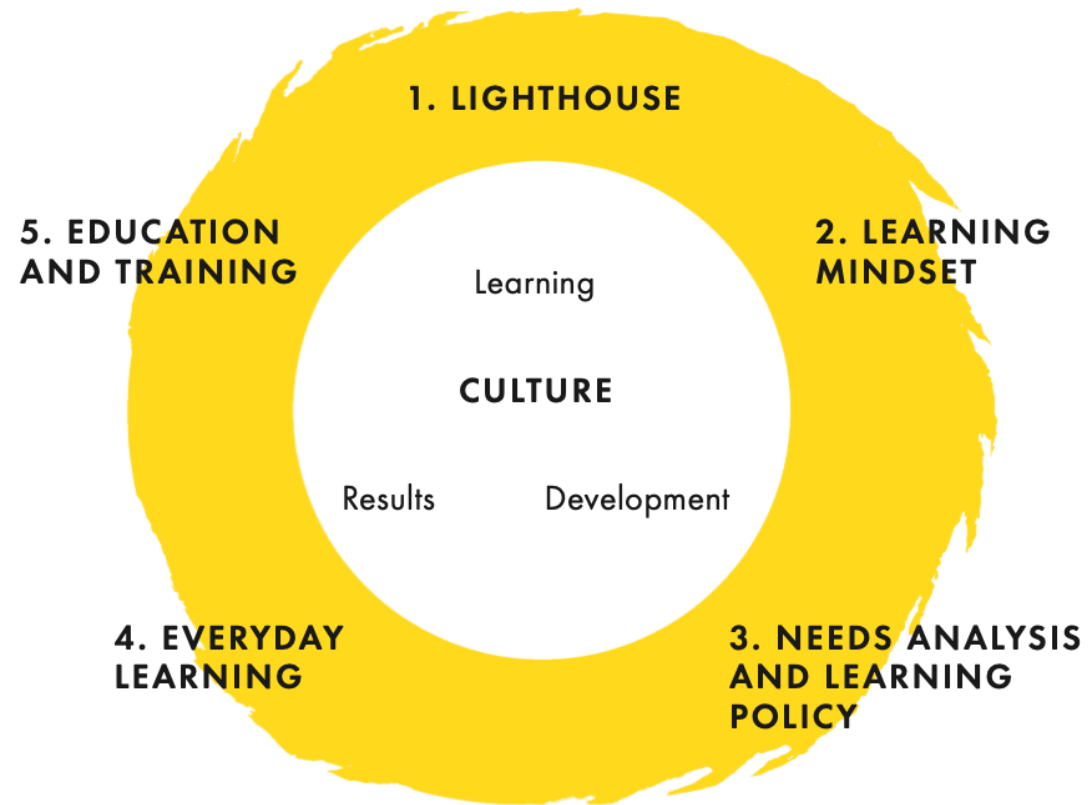 1. LIGHTHOUSE
5. EDUCATION
AND TRAINING
2. LEARNING
MINDSET
Learning
CULTURE
Results
Development
4. EVERYDAY
LEARNING
3. NEEDS ANALYSIS
AND LEARNING
POLICY